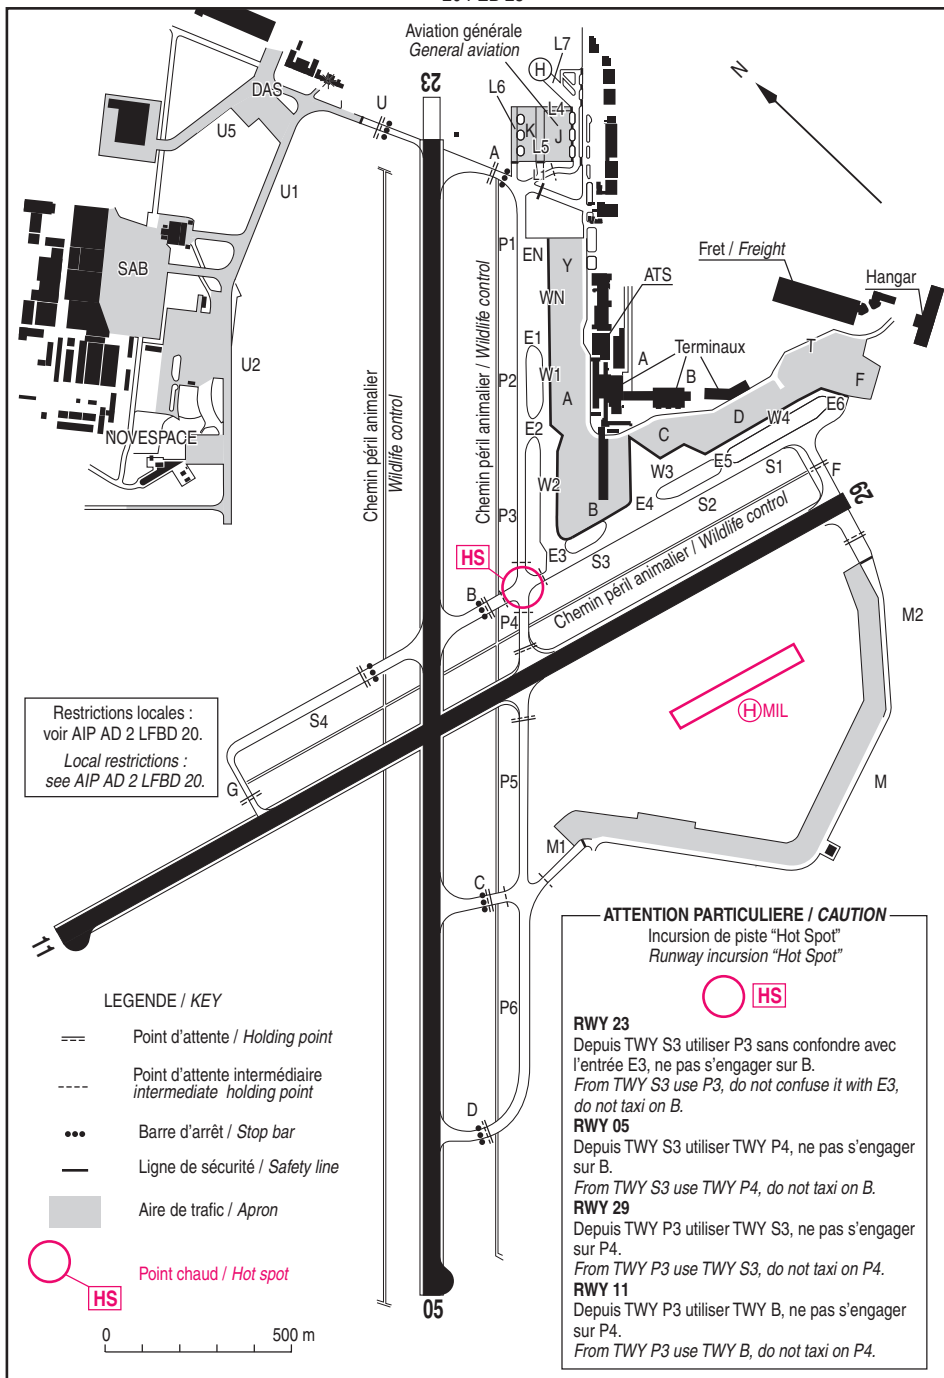 Aviation générale
General aviation
L7
H
23
DAS
U
L6
L4
K
J
L5
U5
A
L1
N
U1
P1
EN
Y
Fret / Freight
SAB
WN
ATS
Hangar
Chemin péril animalier / Wildlife control
E1
Terminaux
A
T
U2
P2
W1
B
F
A
D
E6
W4
Chemin péril animalier
Wildlife control
E2
C
NOVESPACE
W3
E5
S1
F
W2
E4
S2
29
P3
B
HS
E3
S3
Chemin péril animalier / Wildlife control
B
P4
M2
Restrictions locales :
voir AIP AD 2 LFBD 20.
Local restrictions :
see AIP AD 2 LFBD 20.
S4
H MIL
G
P5
M
M1
C
11
ATTENTION PARTICULIERE / CAUTION
Incursion de piste “Hot Spot”
Runway incursion “Hot Spot”
HS
RWY 23
Depuis TWY S3 utiliser P3 sans confondre avec
l’entrée E3, ne pas s’engager sur B.
From TWY S3 use P3, do not confuse it with E3,
do not taxi on B.
RWY 05
Depuis TWY S3 utiliser TWY P4, ne pas s’engager
sur B.
From TWY S3 use TWY P4, do not taxi on B.
RWY 29
Depuis TWY P3 utiliser TWY S3, ne pas s’engager
sur P4.
From TWY P3 use TWY S3, do not taxi on P4.
RWY 11
Depuis TWY P3 utiliser TWY B, ne pas s’engager
sur P4.
From TWY P3 use TWY B, do not taxi on P4.
P6
D
05
LEGENDE / KEY
Point d’attente / Holding point
Point d’attente intermédiaire
intermediate holding point
Barre d’arrêt / Stop bar
Ligne de sécurité / Safety line
Aire de trafic / Apron
Point chaud / Hot spot
HS
0 500 m